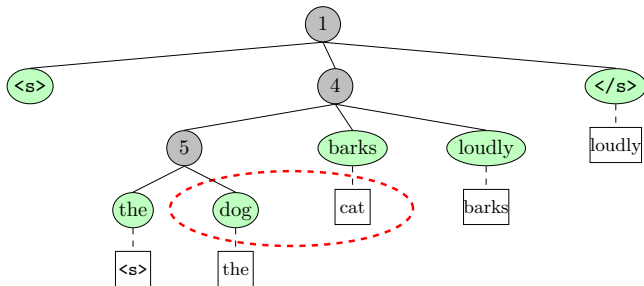 1
<s> 4 </s>
5 barks loudly loudly
the dog cat barks
<s> the